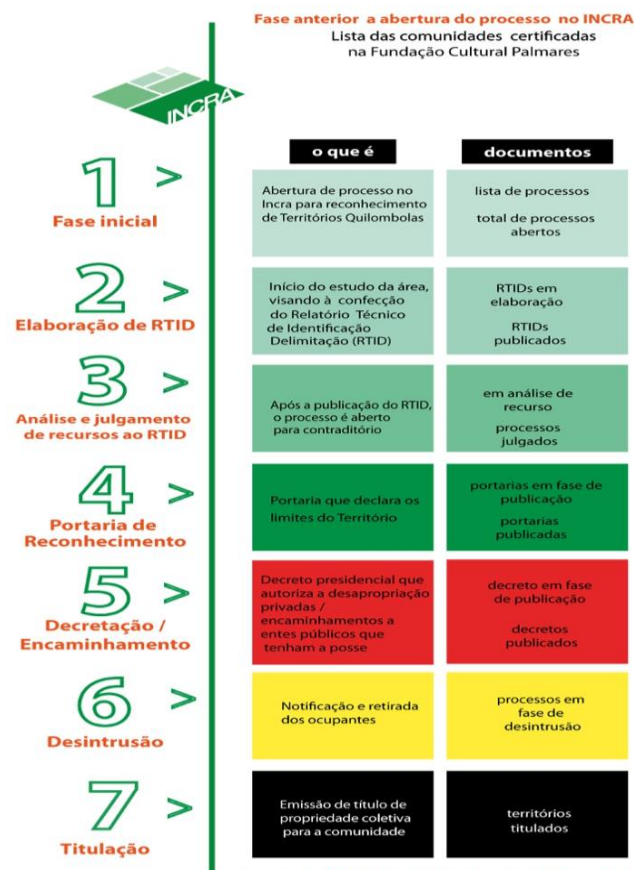 Fase anterior a abertura do processo no INCRA
Lista das comunidades certificadas
na Fundação Cultural Palmares
INCRA
o que é
documentos
1 >
Fase inicial
Abertura de processo no
Incra para reconhecimento
de Territórios Quilombolas
lista de processos
total de processos
abertos
2 >
Elaboração de RTID
Início do estudo da área,
visando à confecção
do Relatório Técnico
de Identificação
Delimitação (RTID)
RTIDs em
elaboração
RTIDs
publicados
3 >
Análise e julgamento
de recursos ao RTID
Após a publicação do RTID,
o processo é aberto
para contraditório
em análise de
recurso
processos
julgados
4 >
Portaria de
Reconhecimento
Portaria que declara os
limites do Território
portarias em fase de
publicação
portarias
publicadas
5 >
Decretação /
Encaminhamento
Decreto presidencial que
autoriza a desapropriação
privadas /
encaminhamentos a
entes públicos que
tenham a posse
decreto em fase
de publicação
decretos
publicados
6 >
Desintrusão
Notificação e retirada
dos ocupantes
processos em
fase de
desintrusão
7 >
Titulação
Emissão de título de
propriedade coletiva
para a comunidade
territórios
titulados